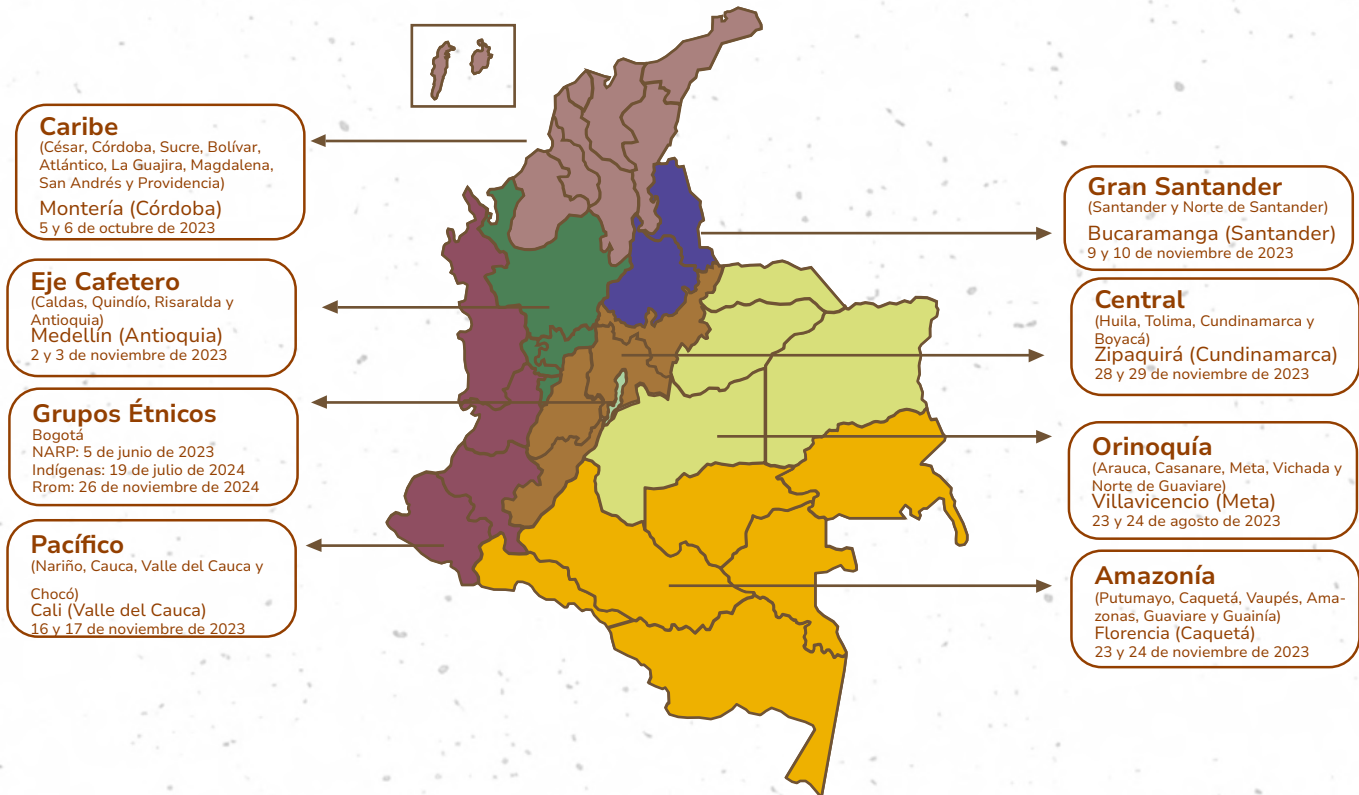 Caribe
(César, Córdoba, Sucre, Bolívar,
Atlántico, La Guajira, Magdalena,
San Andrés y Providencia)
Montería (Córdoba)
5 y 6 de octubre de 2023
Eje Cafetero
(Caldas, Quindío, Risaralda y
Antioquia)
Medellín (Antioquia)
2 y 3 de noviembre de 2023
Grupos Étnicos
Bogotá
NARP: 5 de junio de 2023
Indígenas: 19 de julio de 2024
Rrom: 26 de noviembre de 2024
Pacífico
(Nariño, Cauca, Valle del Cauca y
Chocó)
Cali (Valle del Cauca)
16 y 17 de noviembre de 2023
Gran Santander
(Santander y Norte de Santander)
Bucaramanga (Santander)
9 y 10 de noviembre de 2023
Central
(Huila, Tolima, Cundinamarca y
Boyacá)
Zipaquirá (Cundinamarca)
28 y 29 de noviembre de 2023
Orinoquía
(Arauca, Casanare, Meta, Vichada y
Norte de Guaviare)
Villavicencio (Meta)
23 y 24 de agosto de 2023
Amazonía
(Putumayo, Caquetá, Vaupés, Ama-
zonas, Guaviare y Guainía)
Florencia (Caquetá)
23 y 24 de noviembre de 2023